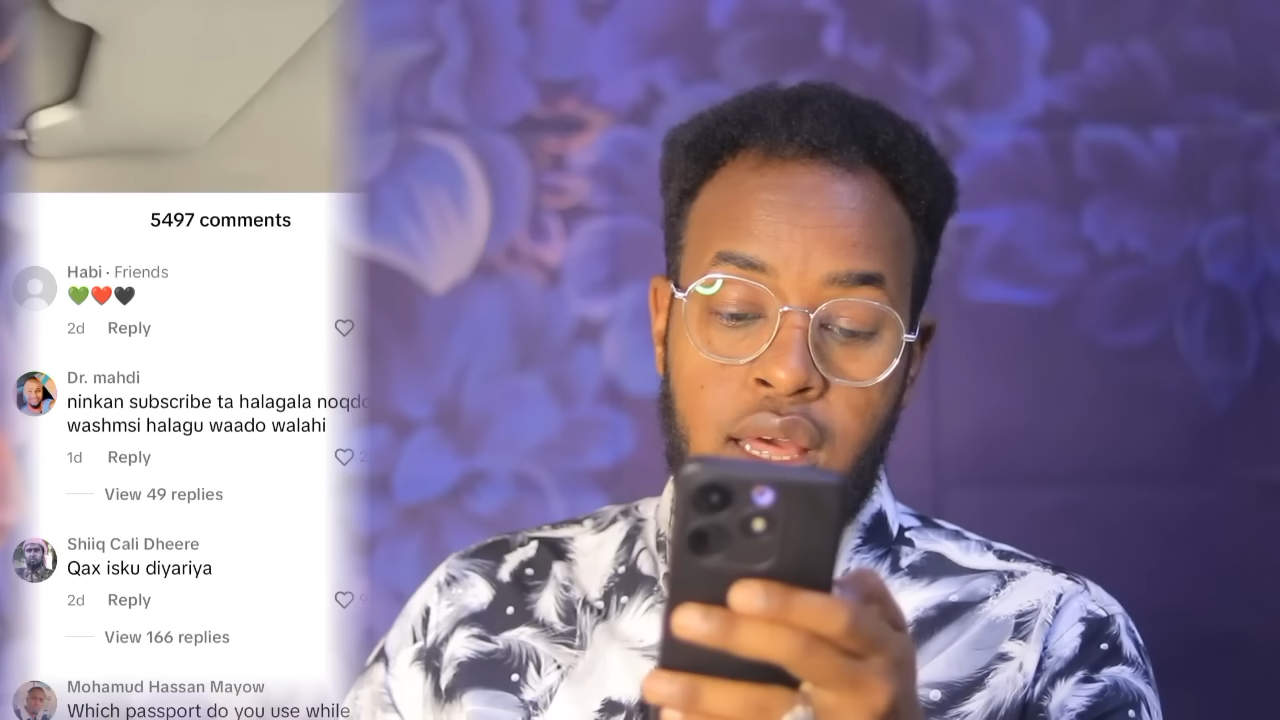 5497 comments
Habi · Friends
💚❤️🖤
2d Reply
Dr. mahdi
ninkan subscribe ta halagala noqdo
washmsi halagu waado walahi
1d Reply 2
View 49 replies
Shiiq Cali Dheere
Qax isku diyariya
2d Reply 9
View 166 replies
Mohamud Hassan Mayow
Which passport do you use while